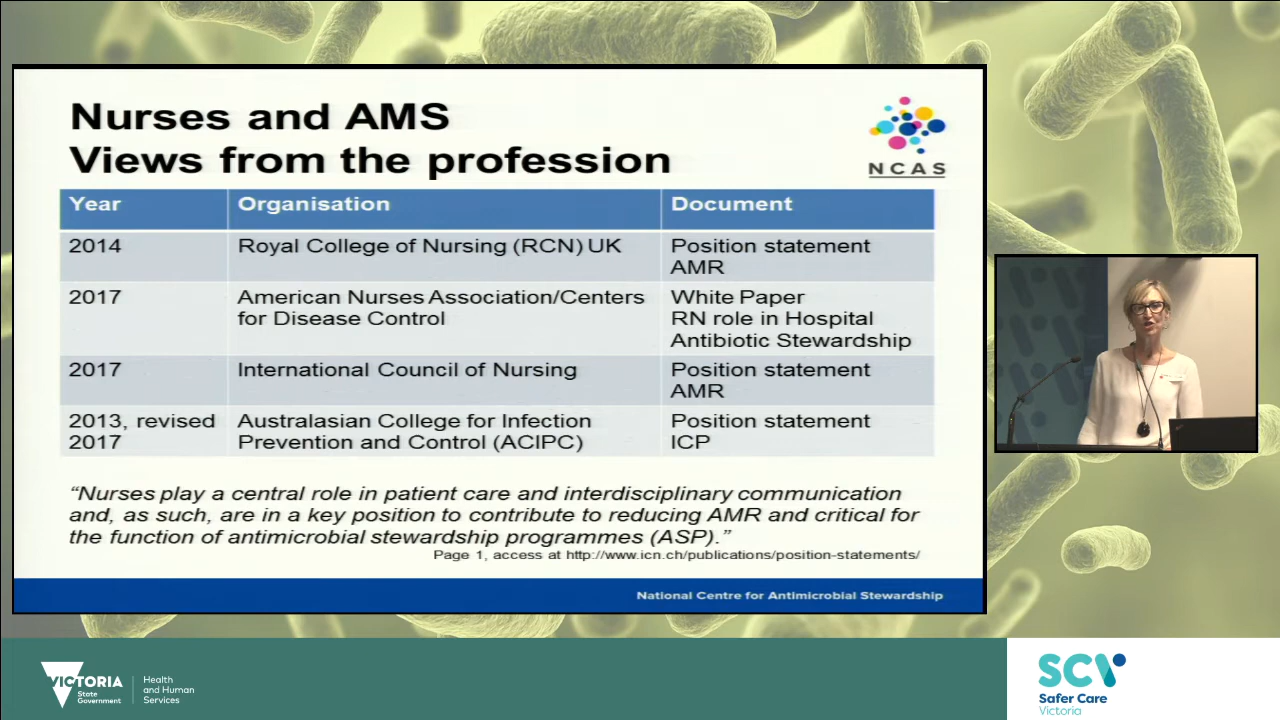 Nurses and AMS
Views from the profession
NCAS
Year Organisation Document
2014 Royal College of Nursing (RCN) UK Position statement
AMR
2017 American Nurses Association/Centers White Paper
for Disease Control RN role in Hospital
Antibiotic Stewardship
2017 International Council of Nursing Position statement
AMR
2013, revised Australasian College for Infection Position statement
2017 Prevention and Control (ACIPC) ICP
“Nurses play a central role in patient care and interdisciplinary communication
and, as such, are in a key position to contribute to reducing AMR and critical for
the function of antimicrobial stewardship programmes (ASP).”
Page 1, access at http://www.icn.ch/publications/position-statements/
National Centre for Antimicrobial Stewardship
VICTORIA
State
Government
Health
and Human
Services
SCV
Safer Care
Victoria